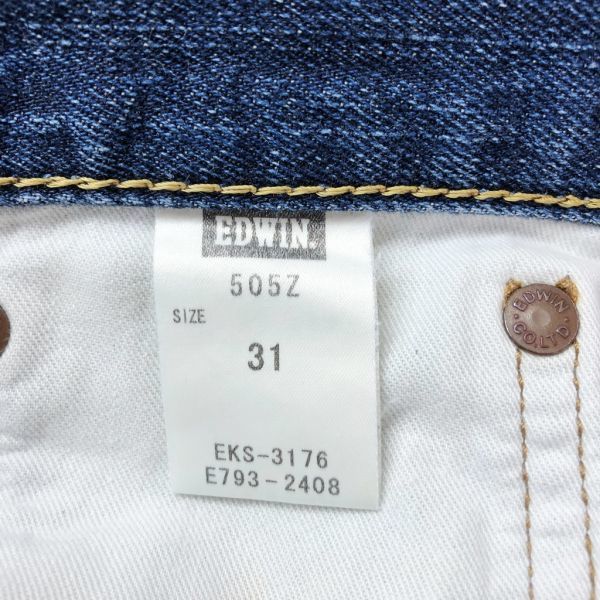 EDWIN.
505Z
SIZE
31
EKS-3176
E793-2408
EDWIN
CO.,LTD.